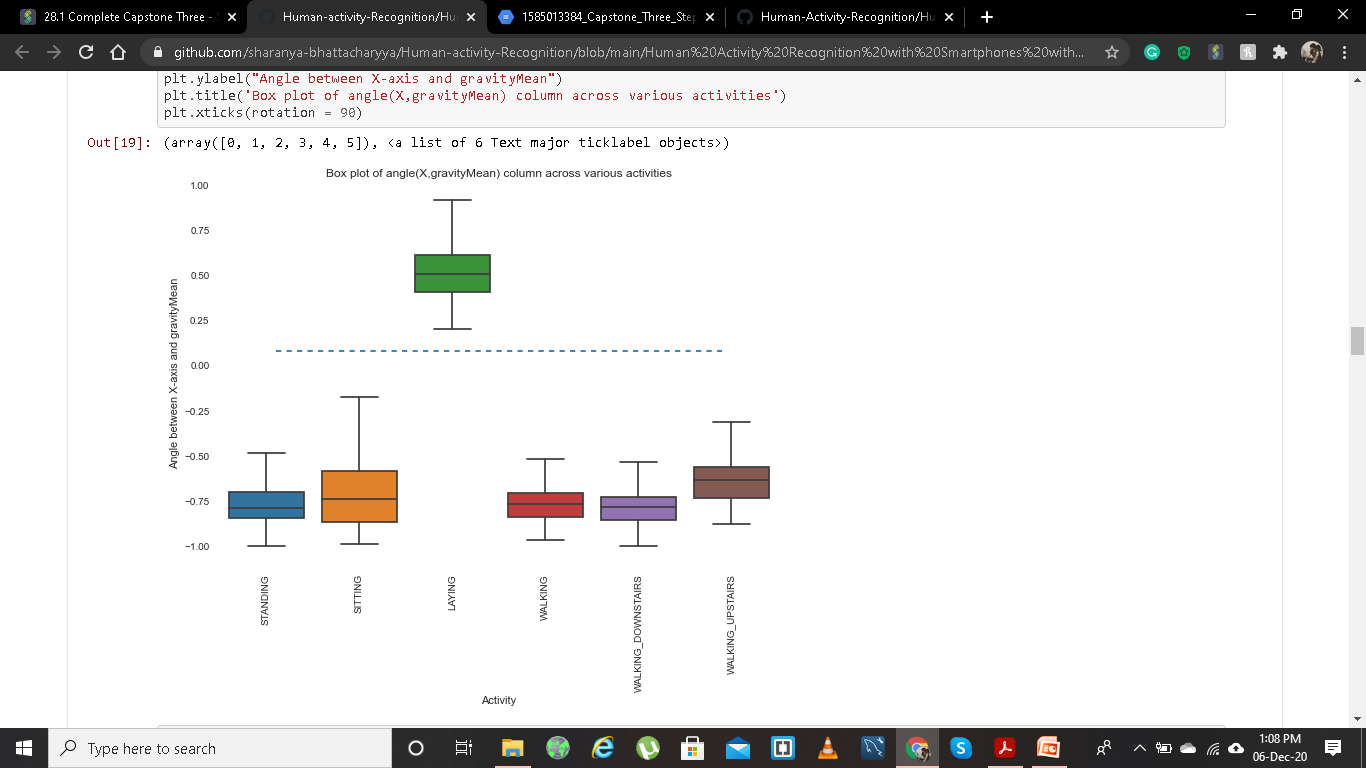 28.1 Complete Capstone Three -
Human-activity-Recognition/Hu
1585013384_Capstone_Three_Step
Human-Activity-Recognition/Hu
github.com/sharanya-bhattacharyya/Human-activity-Recognition/blob/main/Human%20Activity%20Recognition%20with%20Smartphones%20with...
plt.ylabel("Angle between X-axis and gravityMean")
plt.title('Box plot of angle(X,gravityMean) column across various activities')
plt.xticks(rotation = 90)
Out[19]: (array([0, 1, 2, 3, 4, 5]), <a list of 6 Text major ticklabel objects>)
Box plot of angle(X,gravityMean) column across various activities
1.00
0.75
0.50
0.25
0.00
−0.25
−0.50
−0.75
−1.00
Angle between X-axis and gravityMean
STANDING
SITTING
LAYING
WALKING
WALKING_DOWNSTAIRS
WALKING_UPSTAIRS
Activity
Type here to search
1:08 PM
06-Dec-20